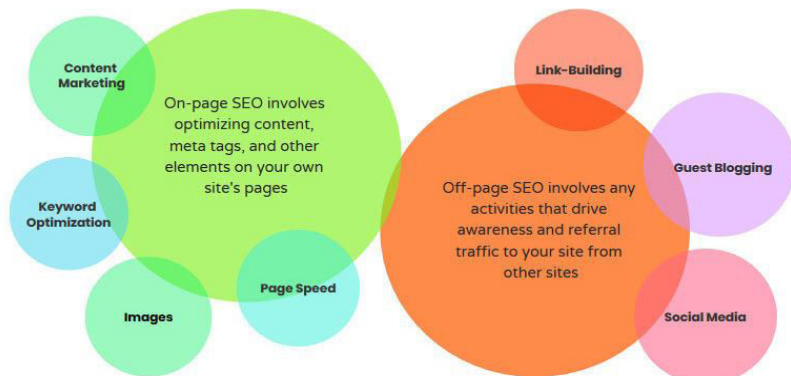 Content
Marketing
On-page SEO involves
optimizing content,
meta tags, and other
elements on your own
site's pages
Keyword
Optimization
Images
Page Speed
Link-Building
Guest Blogging
Off-page SEO involves any
activities that drive
awareness and referral
traffic to your site from
other sites
Social Media